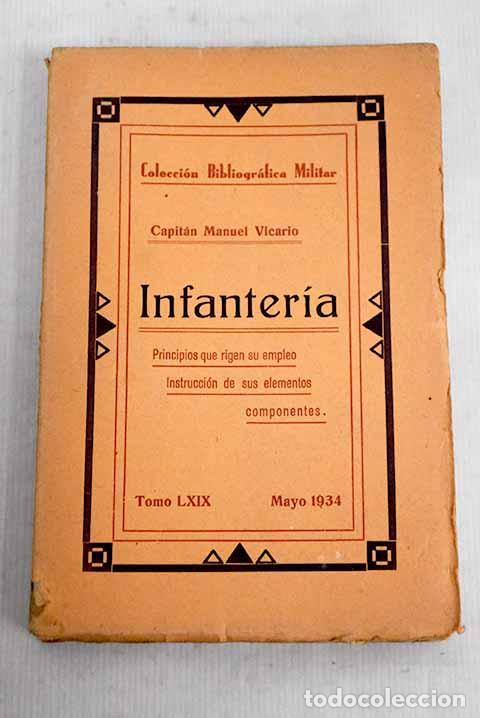 Colección Bibliográfica Militar
Capitán Manuel Vicario
Infantería
Principios que rigen su empleo
Instrucción de sus elementos
componentes.
Tomo LXIX Mayo 1934
todocoleccion